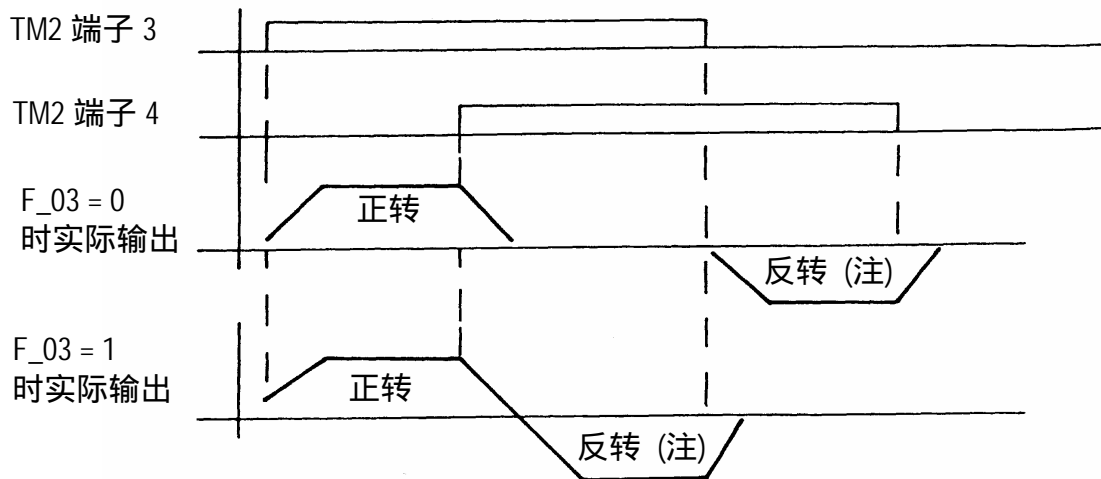 TM2 端子 3
TM2 端子 4
F_03 = 0
时实际输出
正转
反转 (注)
F_03 = 1
时实际输出
正转
反转 (注)